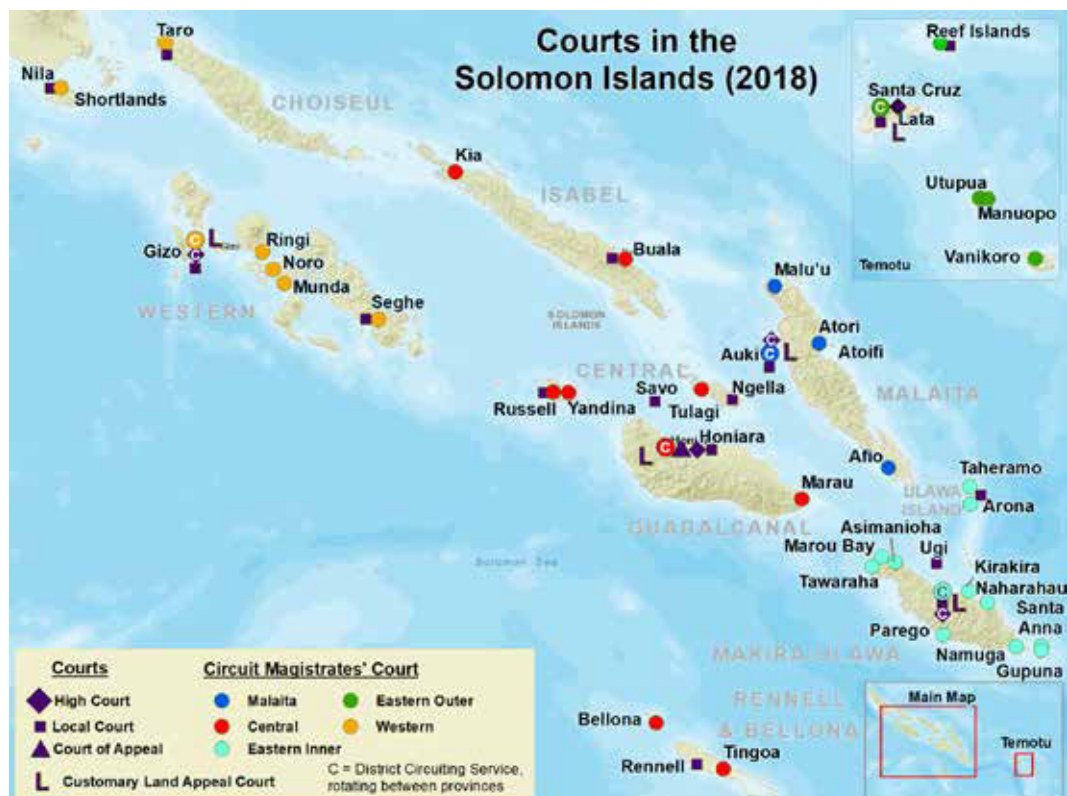 Courts in the
Solomon Islands (2018)
Taro
Nila
Shortlands
CHOISEUL
Reef Islands
Santa Cruz
C
Lata
L
Utupua
Manuopo
Vanikoro
Temotu
Kia
ISABEL
Buala
Gizo
C
C
L
Ringi
Noro
Munda
Seghe
WESTERN
SOLOMON
ISLANDS
Malu'u
Atori
Atoifi
Auki
C
C
L
MALAITA
CENTRAL
Savo
Tulagi
Ngella
Russell
Yandina
C
Honiara
L
Marau
GUADALCANAL
Afio
Taheramo
Arona
ULAWA
ISLAND
Asimanioha
Marou Bay
Ugi
Tawaraha
Kirakira
Naharahau
C
C
L
Santa
Anna
Parego
Namuga
Gupuna
MAKIRA-ULAWA
Solomon Sea
RENNELL
& BELLONA
Bellona
Rennell
Tingoa
Courts
High Court
Local Court
Court of Appeal
L Customary Land Appeal Court
Circuit Magistrates' Court
Malaita
Central
Eastern Inner
Eastern Outer
Western
C = District Circuiting Service,
rotating between provinces
Main Map
Temotu